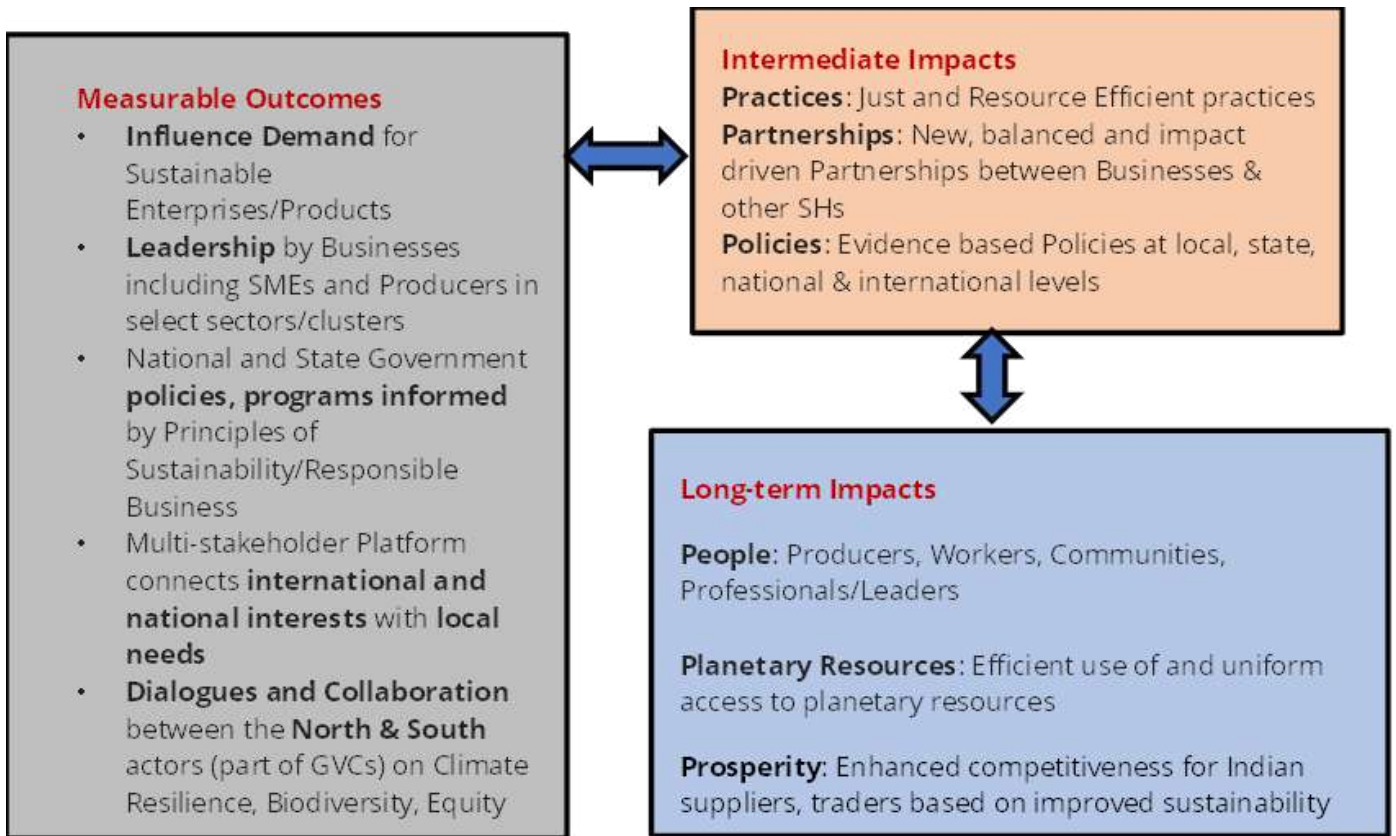 Measurable Outcomes
• Influence Demand for
Sustainable
Enterprises/Products
• Leadership by Businesses
including SMEs and Producers in
select sectors/clusters
• National and State Government
policies, programs informed
by Principles of
Sustainability/Responsible
Business
• Multi-stakeholder Platform
connects international and
national interests with local
needs
• Dialogues and Collaboration
between the North & South
actors (part of GVCs) on Climate
Resilience, Biodiversity, Equity
Intermediate Impacts
Practices: Just and Resource Efficient practices
Partnerships: New, balanced and impact
driven Partnerships between Businesses &
other SHs
Policies: Evidence based Policies at local, state,
national & international levels
Long-term Impacts
People: Producers, Workers, Communities,
Professionals/Leaders
Planetary Resources: Efficient use of and uniform
access to planetary resources
Prosperity: Enhanced competitiveness for Indian
suppliers, traders based on improved sustainability